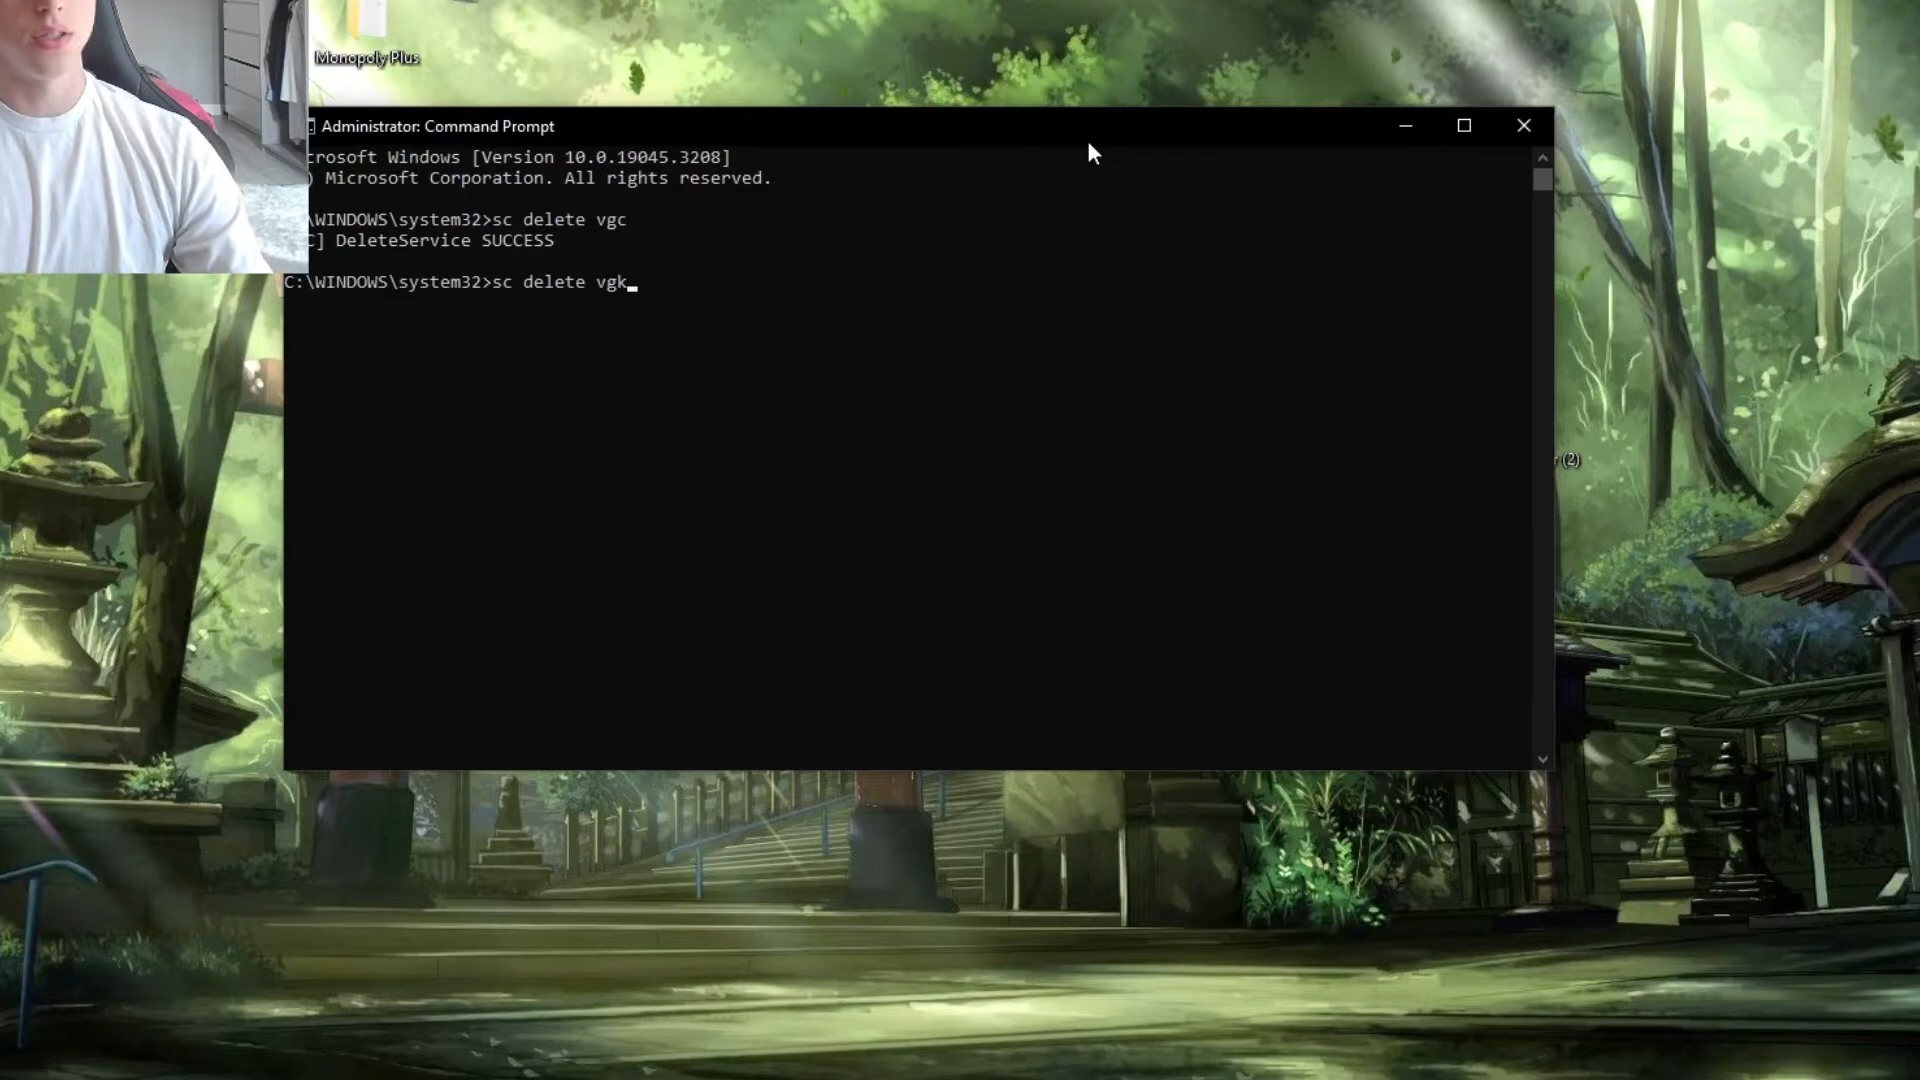 Monopoly Plus
Administrator: Command Prompt
crosoft Windows [Version 10.0.19045.3208]
) Microsoft Corporation. All rights reserved.
\WINDOWS\system32>sc delete vgc
C] DeleteService SUCCESS
C:\WINDOWS\system32>sc delete vgk
r (2)